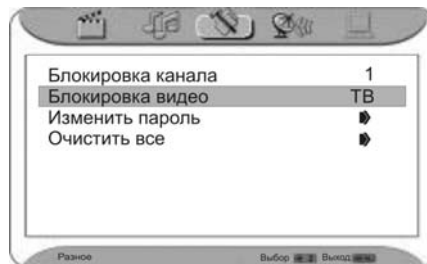 Блокировка канала 1
Блокировка видео ТВ
Изменить пароль
Очистить все
Разное Выбор Выход